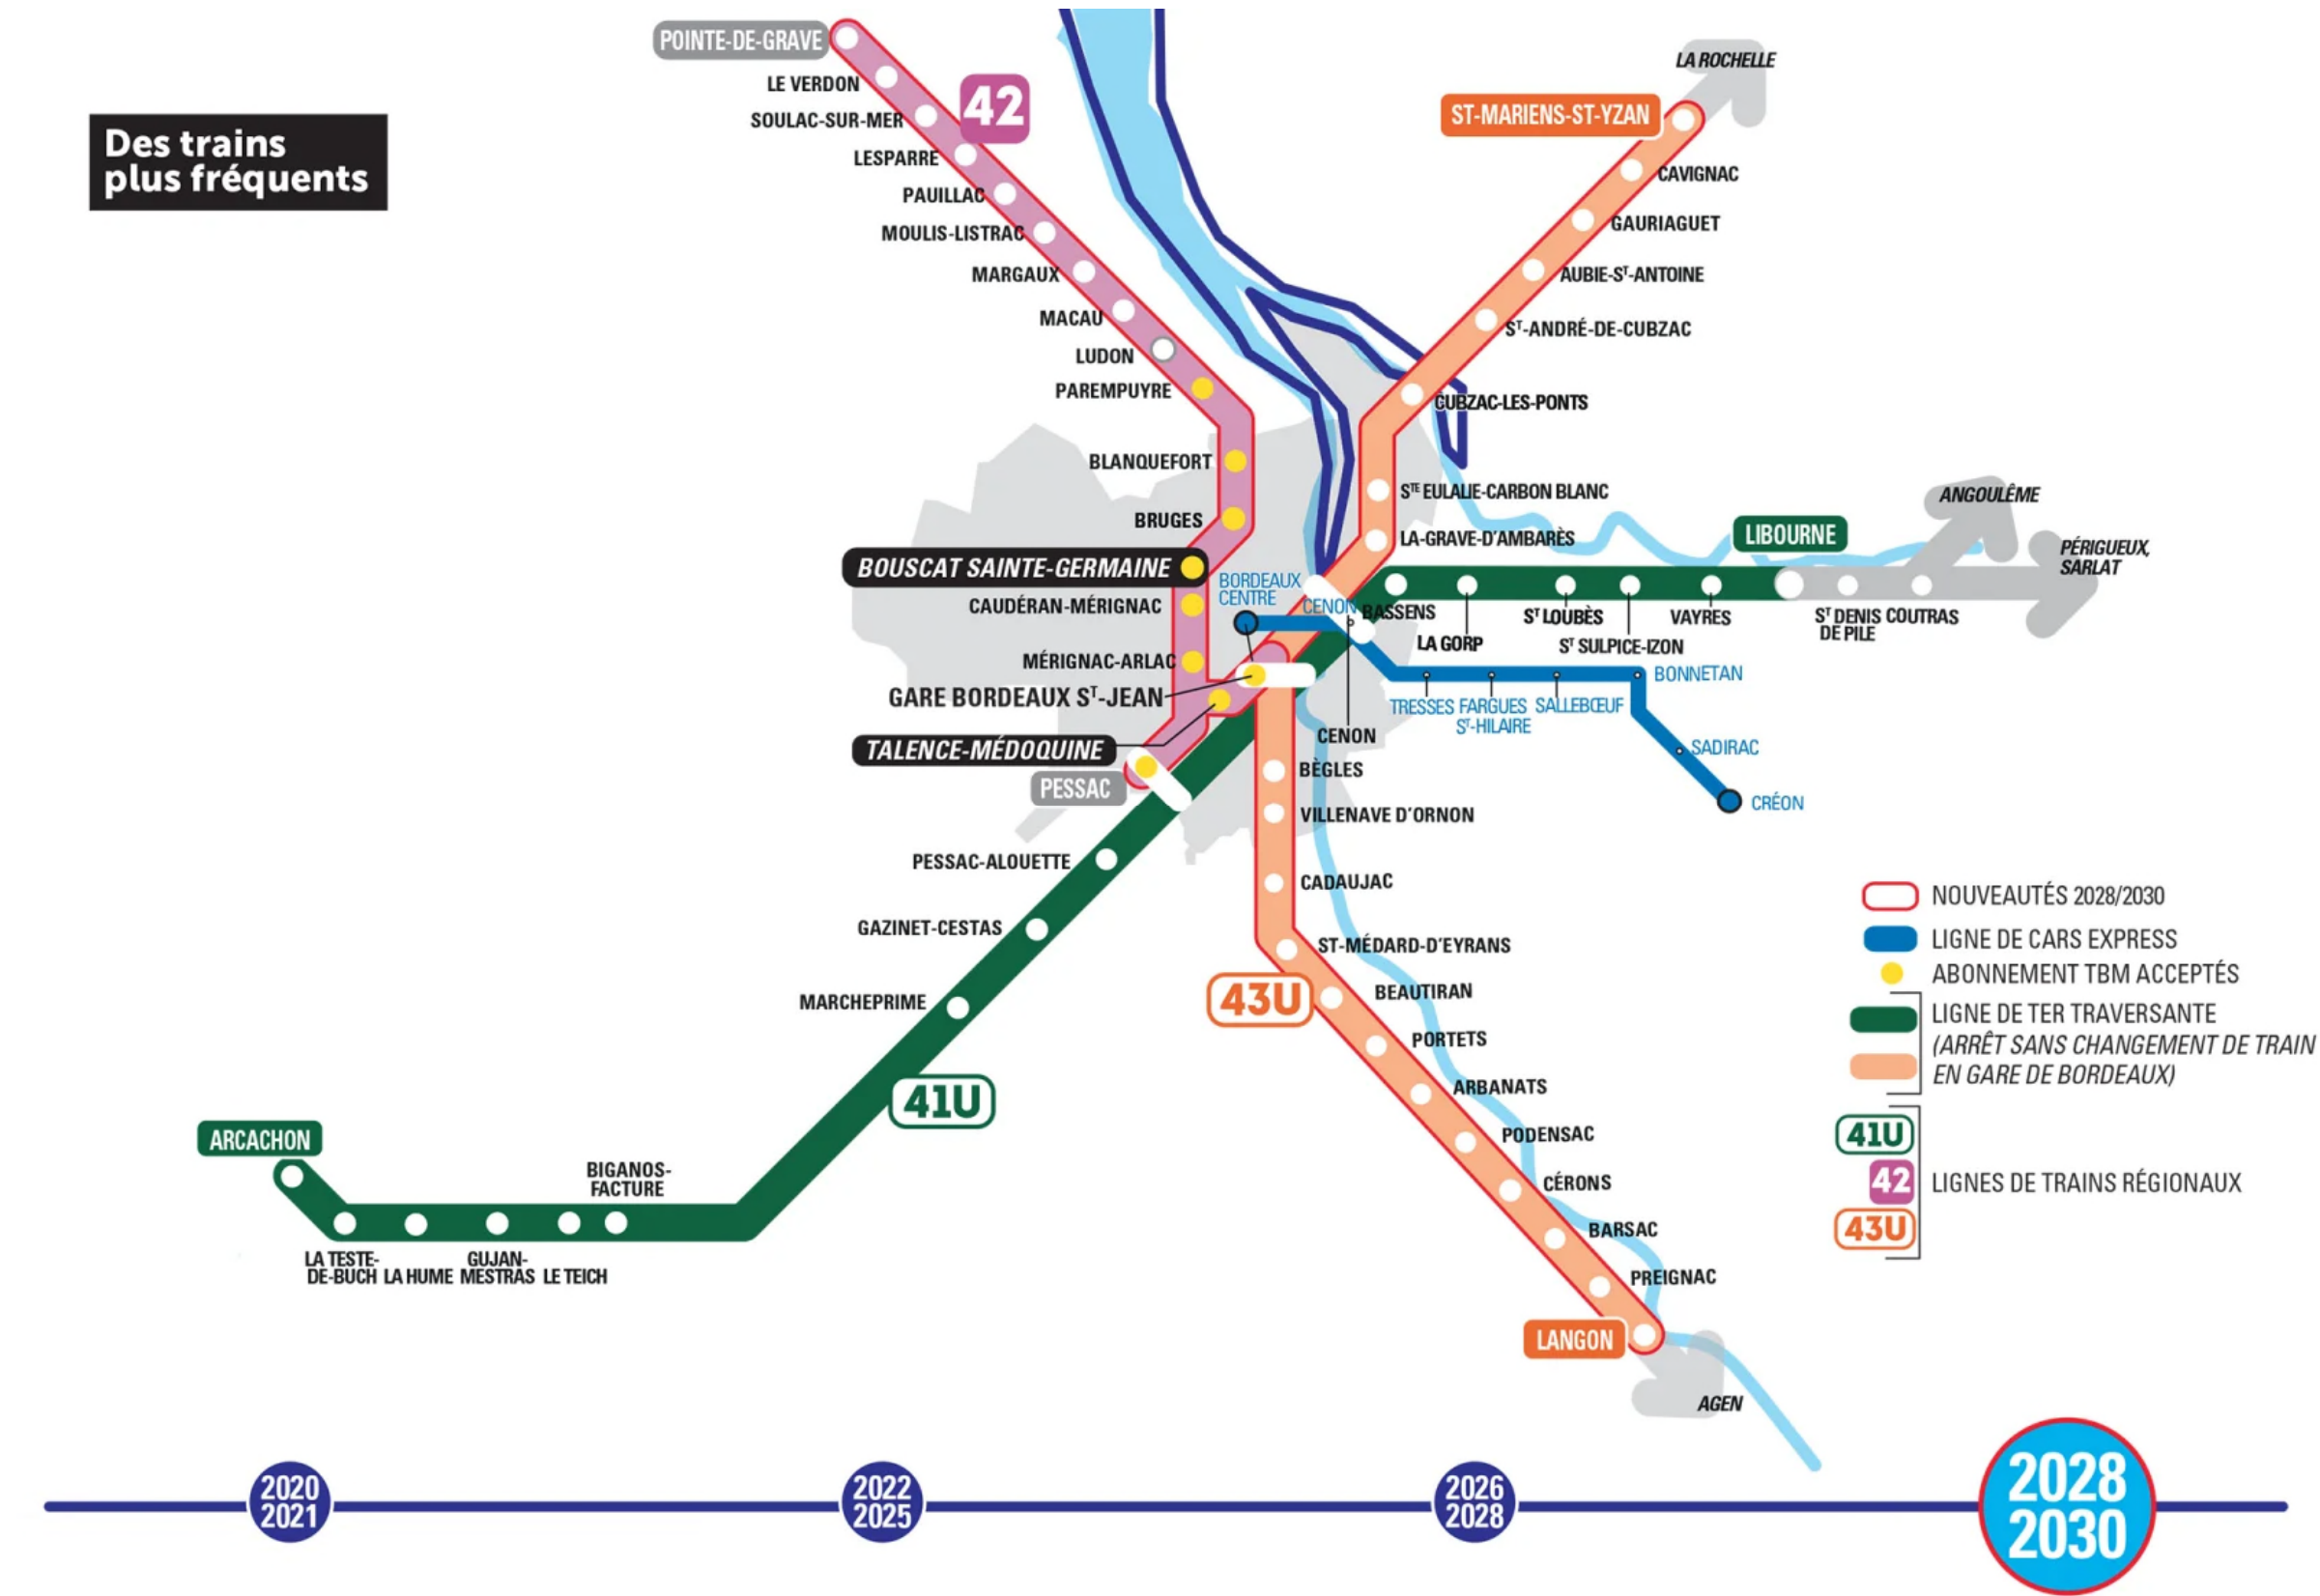 Des trains
plus fréquents
POINTE-DE-GRAVE
LE VERDON
SOULAC-SUR-MER
LESPARRE
PAUILLAC
MOULIS-LISTRAC
MARGAUX
MACAU
LUDON
PAREMPUYRE
BLANQUEFORT
BRUGES
BOUSCAT SAINTE-GERMAINE
CAUDÉRAN-MÉRIGNAC
MÉRIGNAC-ARLAC
GARE BORDEAUX ST-JEAN
TALENCE-MÉDOQUINE
PESSAC
42
LA ROCHELLE
ST-MARIENS-ST-YZAN
CAVIGNAC
GAURIAGUET
AUBIE-ST-ANTOINE
ST-ANDRÉ-DE-CUBZAC
CUBZAC-LES-PONTS
STE EULALIE-CARBON BLANC
LA-GRAVE-D'AMBARÈS
BORDEAUX
CENTRE
CENON
BASSENS
LA GORP
ST LOUBÈS
ST SULPICE-IZON
VAYRES
LIBOURNE
ST DENIS
DE PILE
COUTRAS
ANGOULÊME
PÉRIGUEUX,
SARLAT
TRESSES
FARGUES
ST-HILAIRE
SALLEBŒUF
BONNETAN
SADIRAC
CRÉON
CENON
BÈGLES
VILLENAVE D'ORNON
CADAUJAC
ST-MÉDARD-D'EYRANS
43U
BEAUTIRAN
PORTETS
ARBANATS
PODENSAC
CÉRONS
BARSAC
PREIGNAC
LANGON
AGEN
PESSAC-ALOUETTE
GAZINET-CESTAS
MARCHEPRIME
41U
ARCACHON
BIGANOS-
FACTURE
LA TESTE-
DE-BUCH
LA HUME
GUJAN-
MESTRAS
LE TEICH
NOUVEAUTÉS 2028/2030
LIGNE DE CARS EXPRESS
ABONNEMENT TBM ACCEPTÉS
LIGNE DE TER TRAVERSANTE
(ARRÊT SANS CHANGEMENT DE TRAIN
EN GARE DE BORDEAUX)
41U
42
LIGNES DE TRAINS RÉGIONAUX
43U
2020
2021
2022
2025
2026
2028
2028
2030